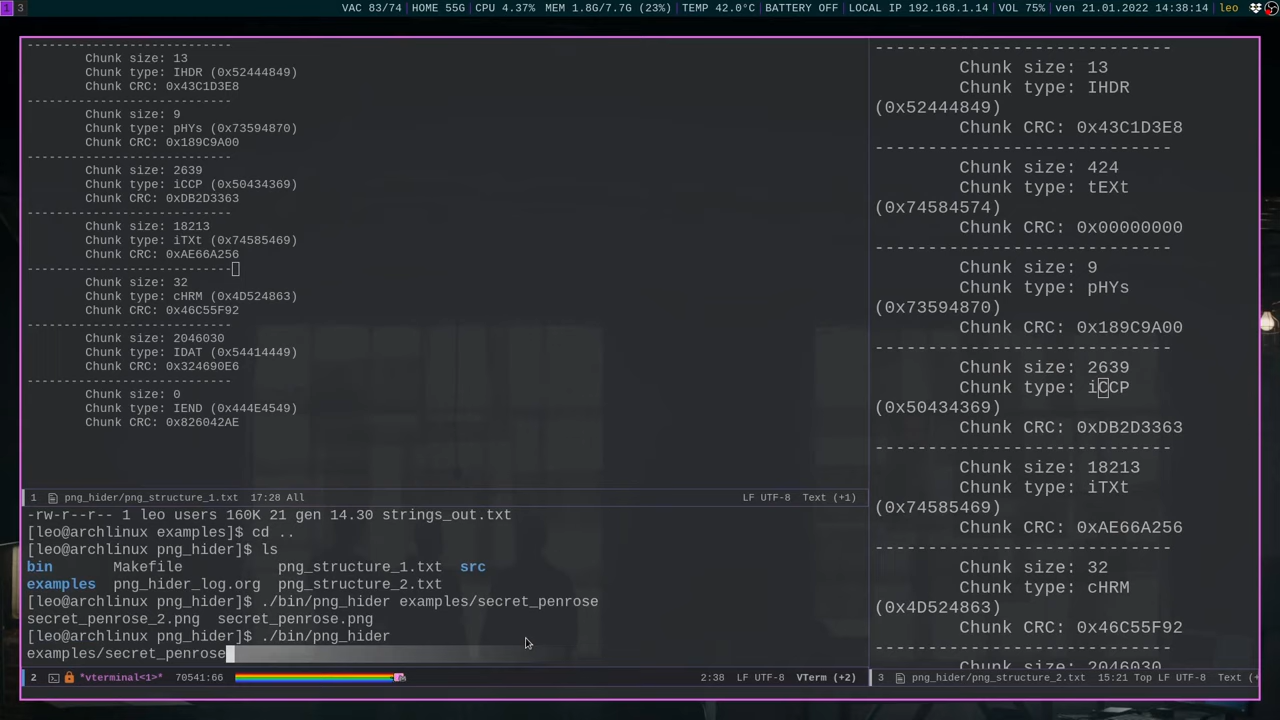 1 3 VAC 83/74 | HOME 55G | CPU 4.37% | MEM 1.8G/7.7G (23%) | TEMP 42.0°C | BATTERY OFF | LOCAL IP 192.168.1.14 | VOL 75% | ven 21.01.2022 14:38:14 | leo
----------------------------
Chunk size: 13
Chunk type: IHDR (0x52444849)
Chunk CRC: 0x43C1D3E8
----------------------------
Chunk size: 9
Chunk type: pHYs (0x73594870)
Chunk CRC: 0x189C9A00
----------------------------
Chunk size: 2639
Chunk type: iCCP (0x50434369)
Chunk CRC: 0xDB2D3363
----------------------------
Chunk size: 18213
Chunk type: iTXt (0x74585469)
Chunk CRC: 0xAE66A256
----------------------------
Chunk size: 32
Chunk type: cHRM (0x4D524863)
Chunk CRC: 0x46C55F92
----------------------------
Chunk size: 2046030
Chunk type: IDAT (0x54414449)
Chunk CRC: 0x324690E6
----------------------------
Chunk size: 0
Chunk type: IEND (0x444E4549)
Chunk CRC: 0x826042AE
1 png_hider/png_structure_1.txt 17:28 All LF UTF-8 Text (+1)
-rw-r--r-- 1 leo users 160K 21 gen 14.30 strings_out.txt
[leo@archlinux examples]$ cd ..
[leo@archlinux png_hider]$ ls
bin Makefile png_structure_1.txt src
examples png_hider_log.org png_structure_2.txt
[leo@archlinux png_hider]$ ./bin/png_hider examples/secret_penrose
secret_penrose_2.png secret_penrose.png
[leo@archlinux png_hider]$ ./bin/png_hider
examples/secret_penrose
2 *vterminal<1>* 70541:66 2:38 LF UTF-8 VTerm (+2)
----------------------------
Chunk size: 13
Chunk type: IHDR
(0x52444849)
Chunk CRC: 0x43C1D3E8
----------------------------
Chunk size: 424
Chunk type: tEXt
(0x74584574)
Chunk CRC: 0x00000000
----------------------------
Chunk size: 9
Chunk type: pHYs
(0x73594870)
Chunk CRC: 0x189C9A00
----------------------------
Chunk size: 2639
Chunk type: iCCP
(0x50434369)
Chunk CRC: 0xDB2D3363
----------------------------
Chunk size: 18213
Chunk type: iTXt
(0x74585469)
Chunk CRC: 0xAE66A256
----------------------------
Chunk size: 32
Chunk type: cHRM
(0x4D524863)
Chunk CRC: 0x46C55F92
----------------------------
Chunk size: 2046030
3 png_hider/png_structure_2.txt 15:21 Top LF UTF-8 Text (+